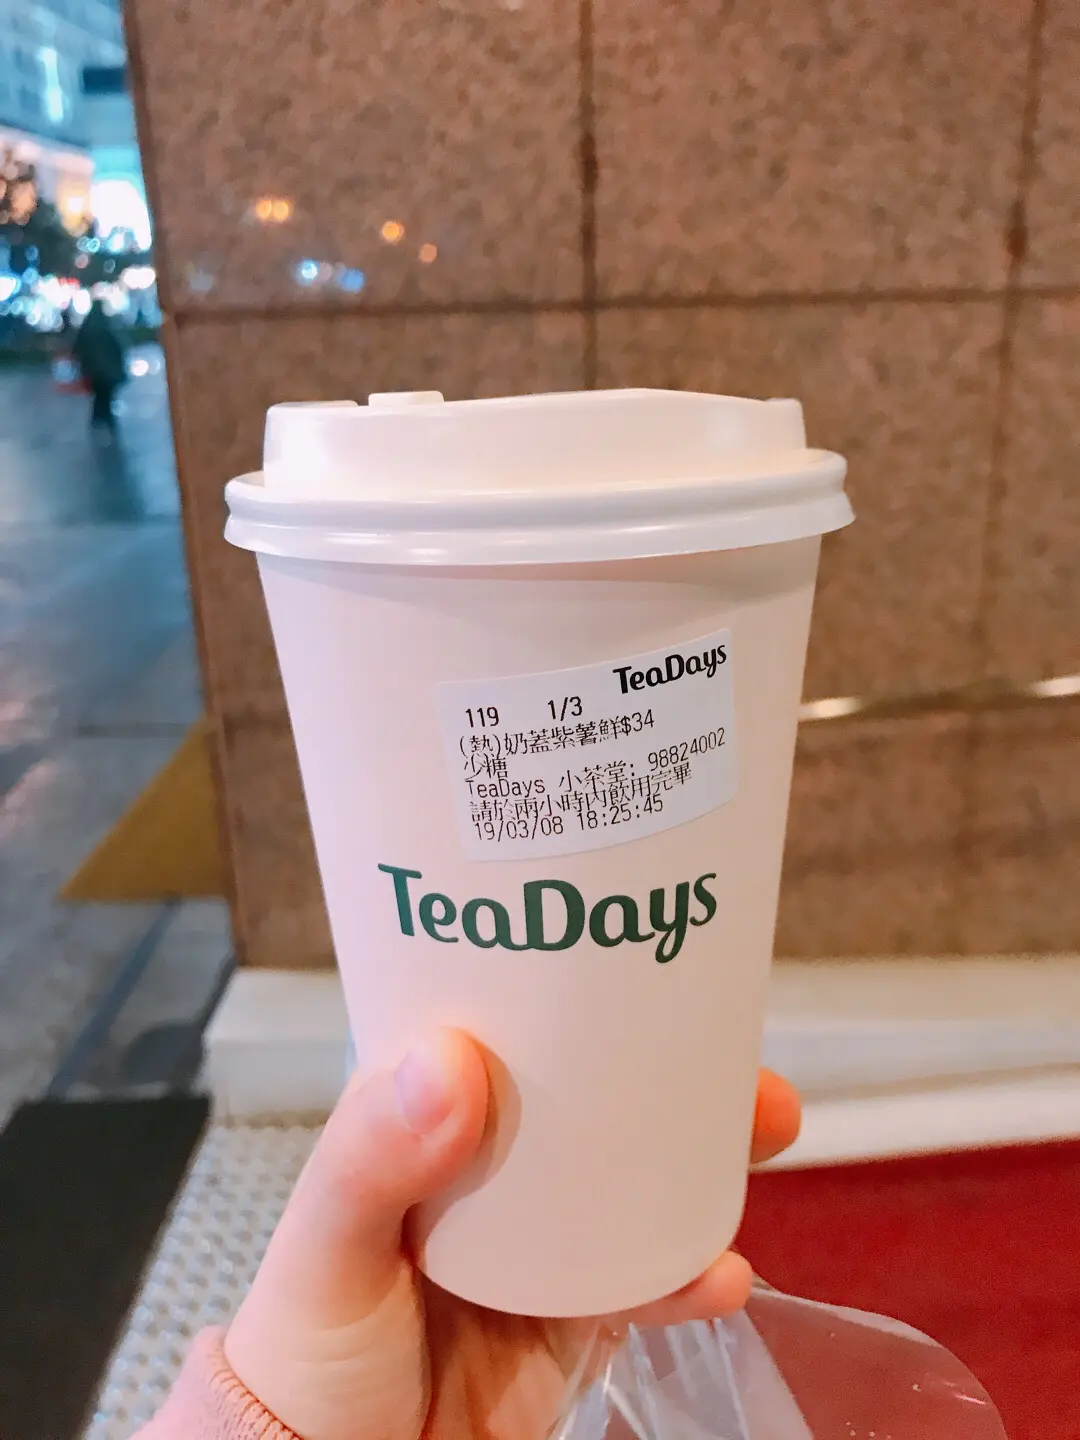 TeaDays
119 1/3
(熱)奶蓋紫薯鮮$34
少糖
TeaDays 小茶堂: 98824002
請於兩小時內飲用完畢
19/03/08 18:25:45
TeaDays